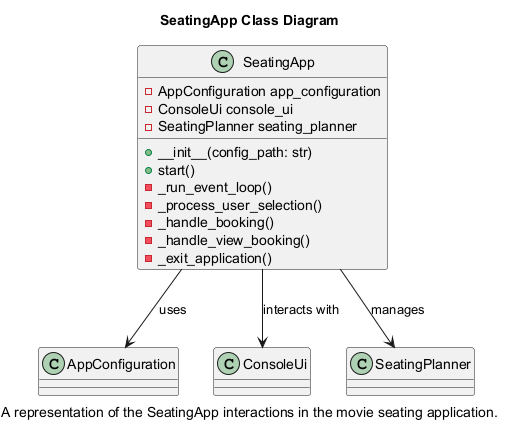 SeatingApp Class Diagram
C SeatingApp
AppConfiguration app_configuration
ConsoleUi console_ui
SeatingPlanner seating_planner
__init__(config_path: str)
start()
_run_event_loop()
_process_user_selection()
_handle_booking()
_handle_view_booking()
_exit_application()
uses
interacts with
manages
C AppConfiguration
C ConsoleUi
C SeatingPlanner
A representation of the SeatingApp interactions in the movie seating application.